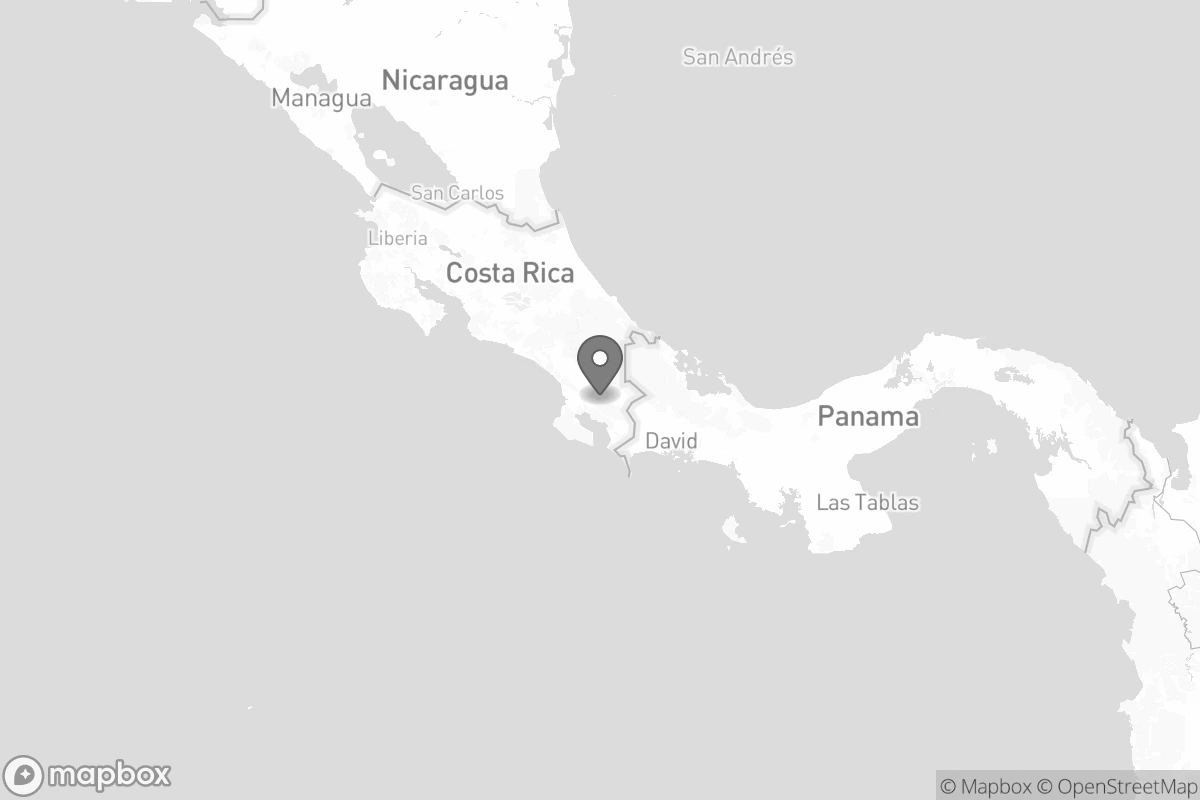 San Andrés
Nicaragua
Managua
San Carlos
Liberia
Costa Rica
Panama
David
Las Tablas
mapbox
© Mapbox © OpenStreetMap